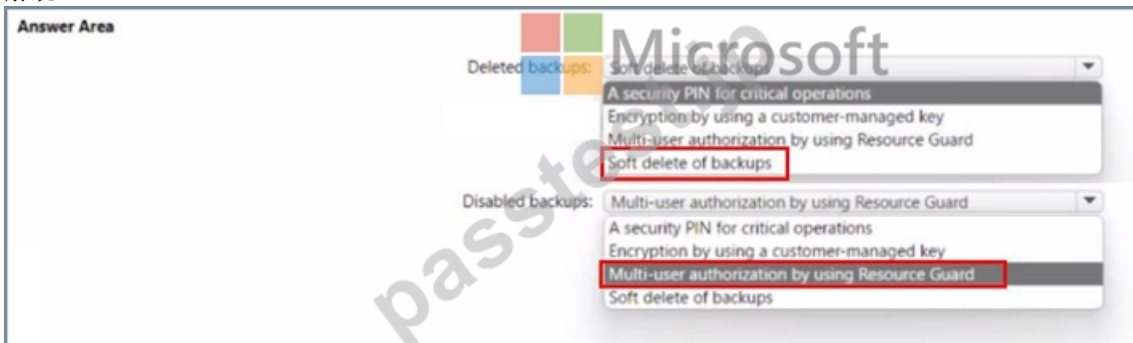 Answer Area
Microsoft
Deleted backups: Soft delete of backups
A security PIN for critical operations
Encryption by using a customer-managed key
Multi-user authorization by using Resource Guard
Soft delete of backups
Disabled backups: Multi-user authorization by using Resource Guard
A security PIN for critical operations
Encryption by using a customer-managed key
Multi-user authorization by using Resource Guard
Soft delete of backups
passtestjp